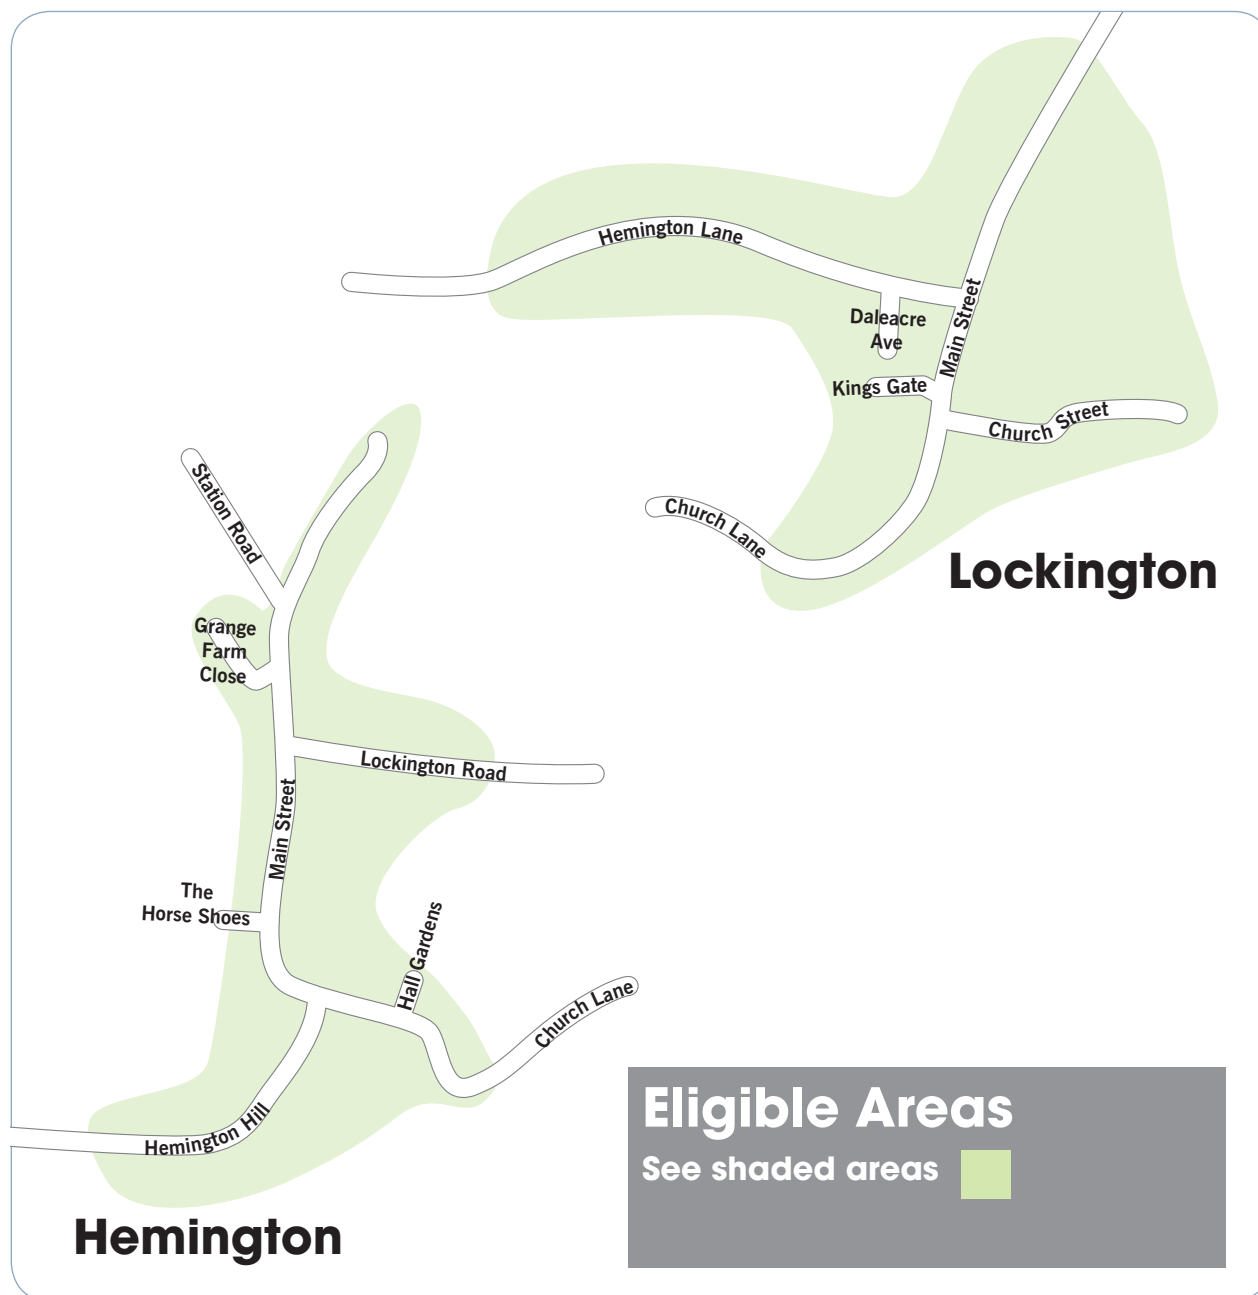 Hemington Lane
Daleacre
Ave
Main Street
Kings Gate
Church Street
Church Lane
Lockington
Station Road
Grange
Farm
Close
Lockington Road
Main Street
The
Horse Shoes
Hall Gardens
Church Lane
Hemington Hill
Hemington
Eligible Areas
See shaded areas